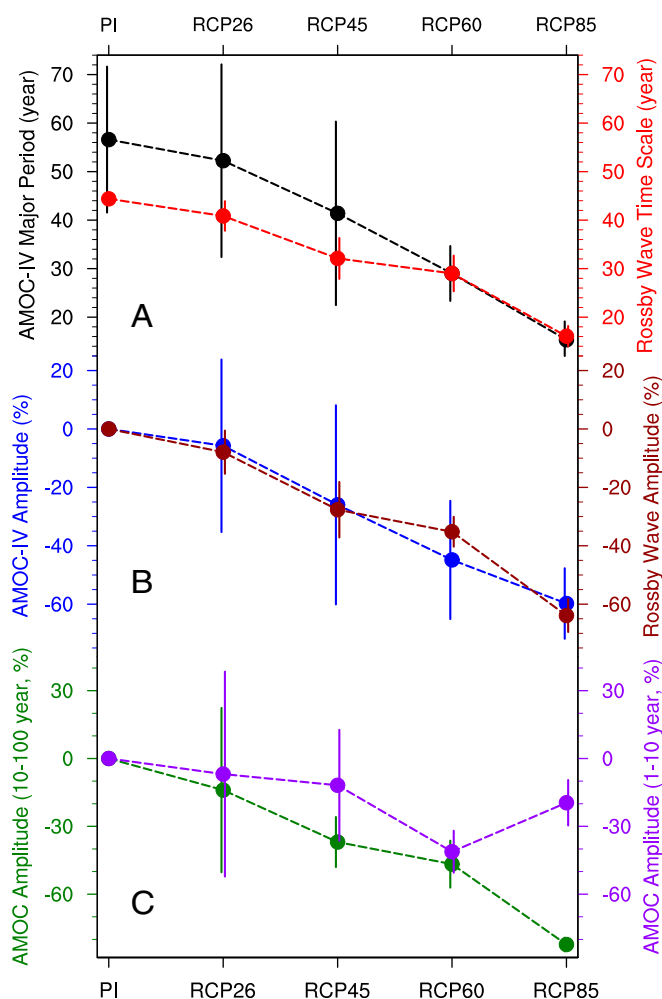 PI RCP26 RCP45 RCP60 RCP85
AMOC-IV Major Period (year)
70
60
50
40
30
20
A
70
60
50
40
30
20
Rossby Wave Time Scale (year)
AMOC-IV Amplitude (%)
20
0
-20
-40
-60
B
20
0
-20
-40
-60
Rossby Wave Amplitude (%)
AMOC Amplitude (10-100 year, %)
30
0
-30
-60
C
30
0
-30
-60
AMOC Amplitude (1-10 year, %)
PI RCP26 RCP45 RCP60 RCP85